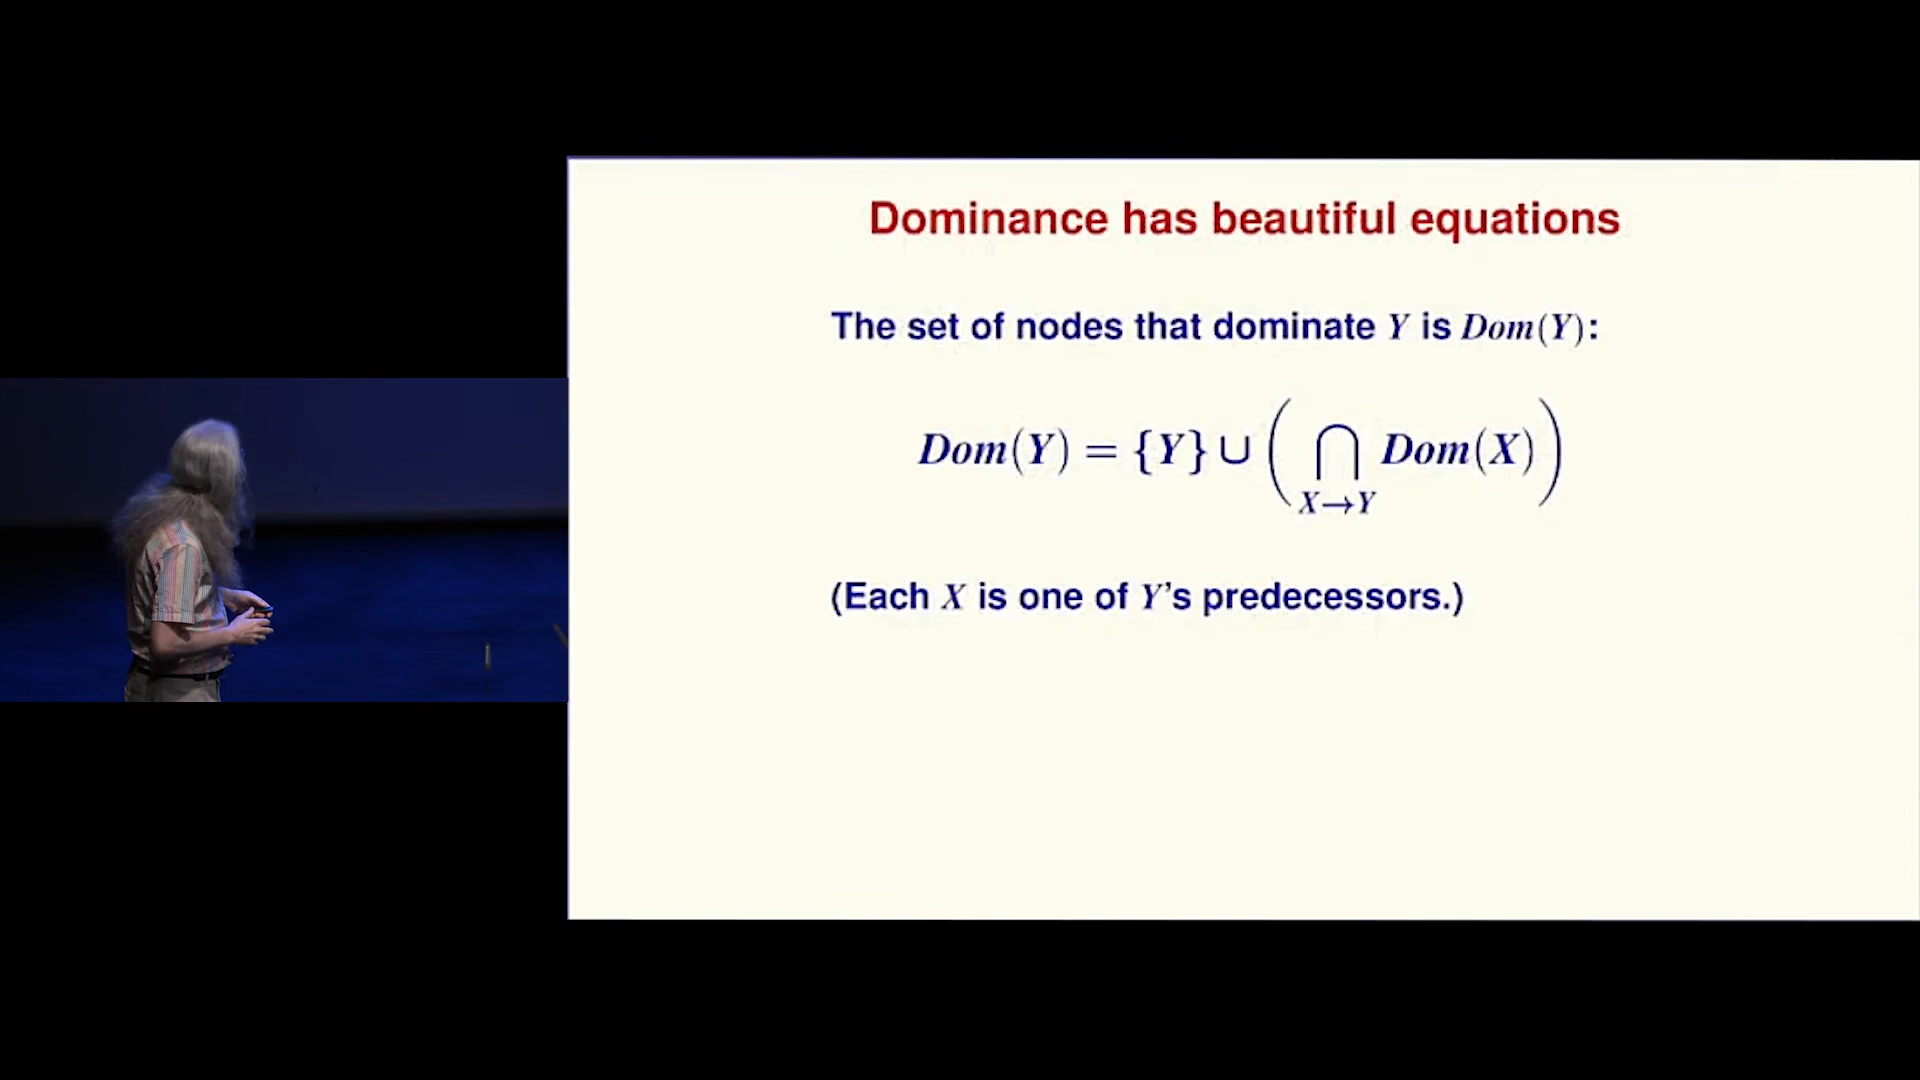 Dominance has beautiful equations
The set of nodes that dominate Y is Dom(Y):
Dom(Y) = {Y} ∪ ( ⋂ Dom(X) )
X→Y
(Each X is one of Y's predecessors.)